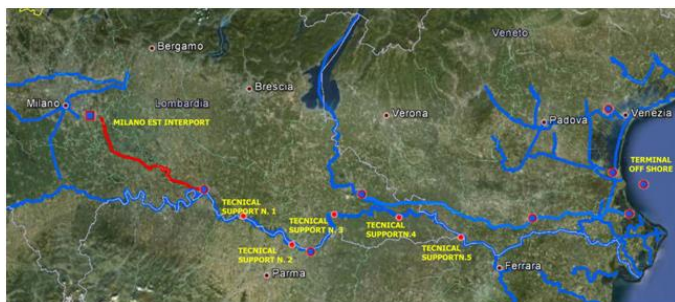 Bergamo
Veneto
Brescia
Milano
Lombardia
MILANO EST INTERPORT
Verona
Padova
Venezia
TERMINAL
OFF SHORE
TECNICAL
SUPPORT N. 1
TECNICAL
SUPPORT N. 2
TECNICAL
SUPPORT N. 3
TECNICAL
SUPPORTN.4
TECNICAL
SUPPORTN.5
Parma
Ferrara